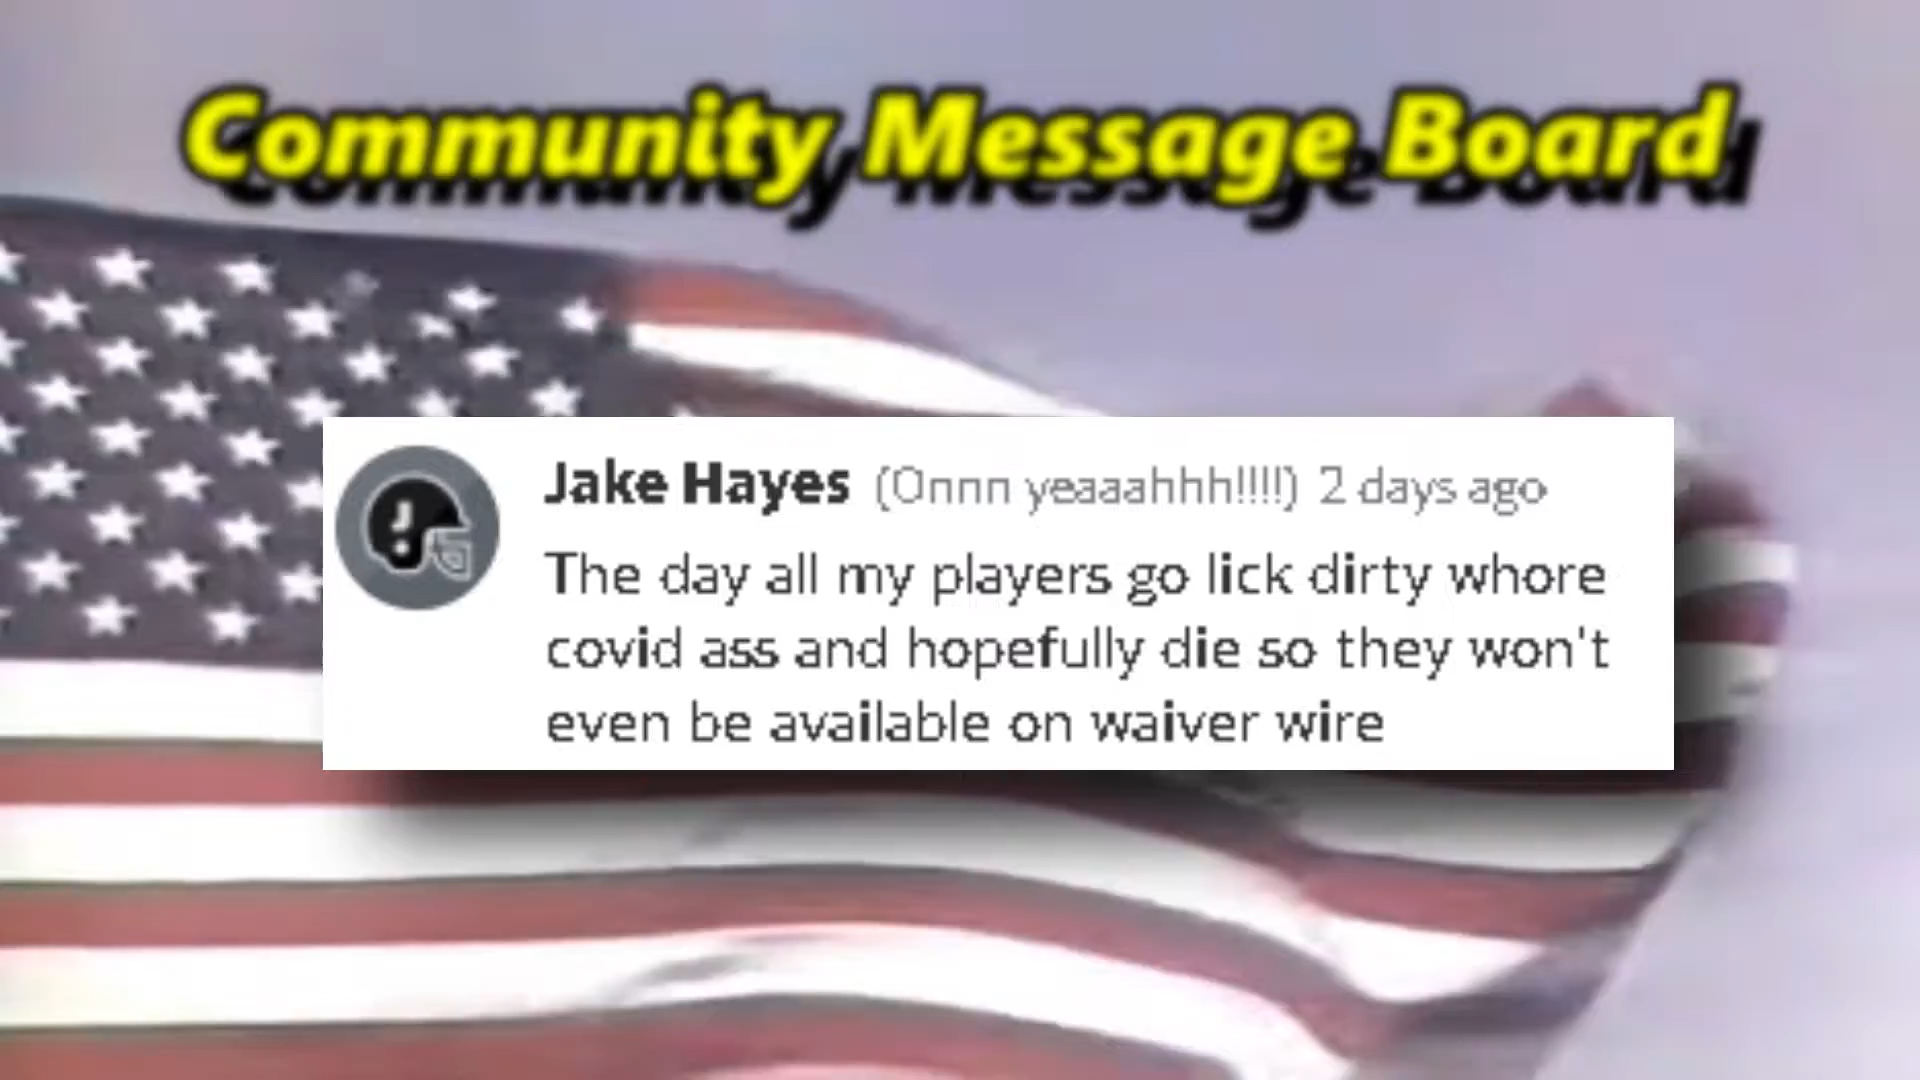 Community Message Board
Jake Hayes (Onnn yeaaahhh!!!!) 2 days ago
The day all my players go lick dirty whore
covid ass and hopefully die so they won't
even be available on waiver wire